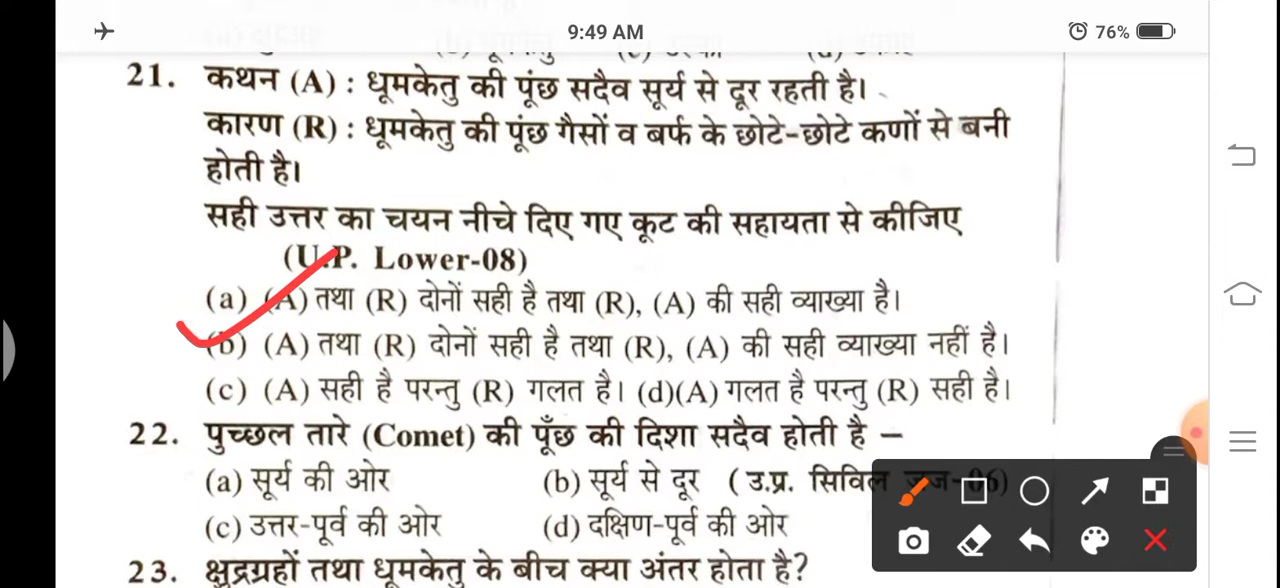 9:49 AM
76%
21. कथन (A) : धूमकेतु की पूंछ सदैव सूर्य से दूर रहती है।
कारण (R) : धूमकेतु की पूंछ गैसों व बर्फ के छोटे-छोटे कणों से बनी
होती है।
सही उत्तर का चयन नीचे दिए गए कूट की सहायता से कीजिए
(U.P. Lower-08)
(a) (A) तथा (R) दोनों सही है तथा (R), (A) की सही व्याख्या है।
(b) (A) तथा (R) दोनों सही है तथा (R), (A) की सही व्याख्या नहीं है।
(c) (A) सही है परन्तु (R) गलत है। (d)(A) गलत है परन्तु (R) सही है।
22. पुच्छल तारे (Comet) की पूँछ की दिशा सदैव होती है –
(a) सूर्य की ओर (b) सूर्य से दूर (उ.प्र. सिविल जज-06)
(c) उत्तर-पूर्व की ओर (d) दक्षिण-पूर्व की ओर
23. क्षुद्रग्रहों तथा धूमकेतु के बीच क्या अंतर होता है?